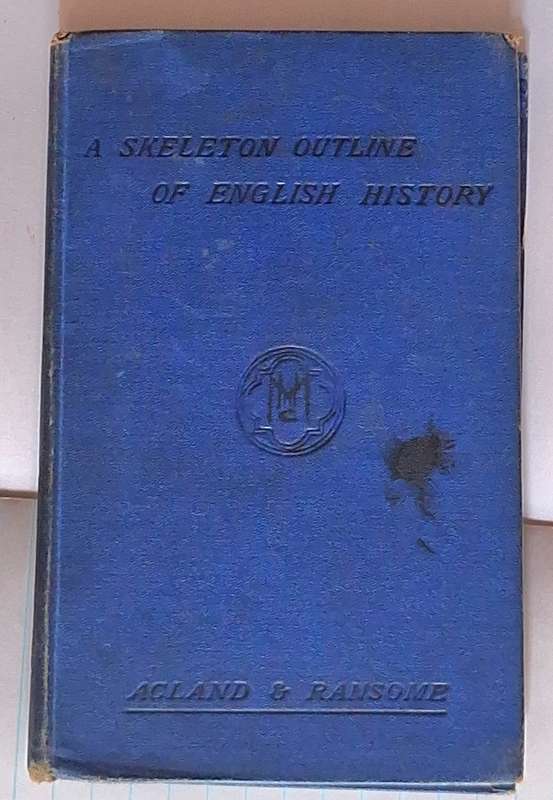 A SKELETON OUTLINE
OF ENGLISH HISTORY
ACLAND & RANSOME